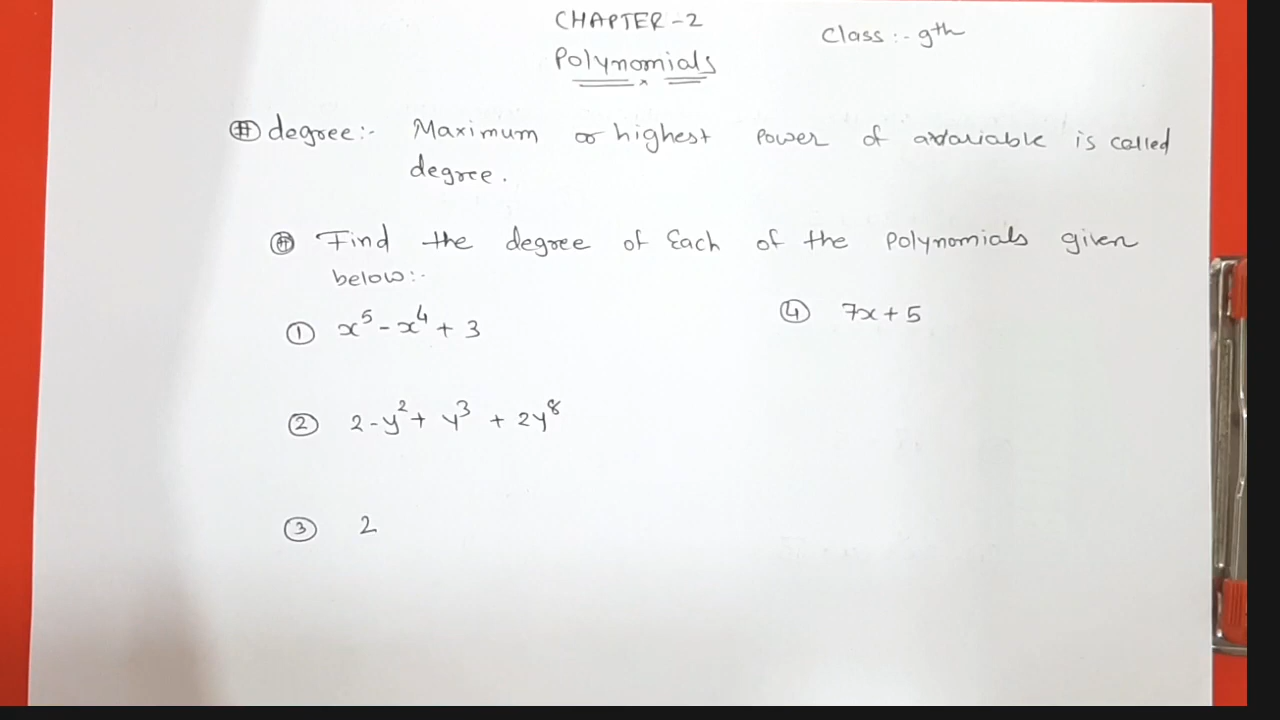 CHAPTER-2
Class:- 9th
Polynomials
# degree:- Maximum or highest power of a variable is called
degree.
# Find the degree of Each of the polynomials given
below:-
① x⁵ - x⁴ + 3
④ 7x + 5
② 2 - y² + y³ + 2y⁸
③ 2